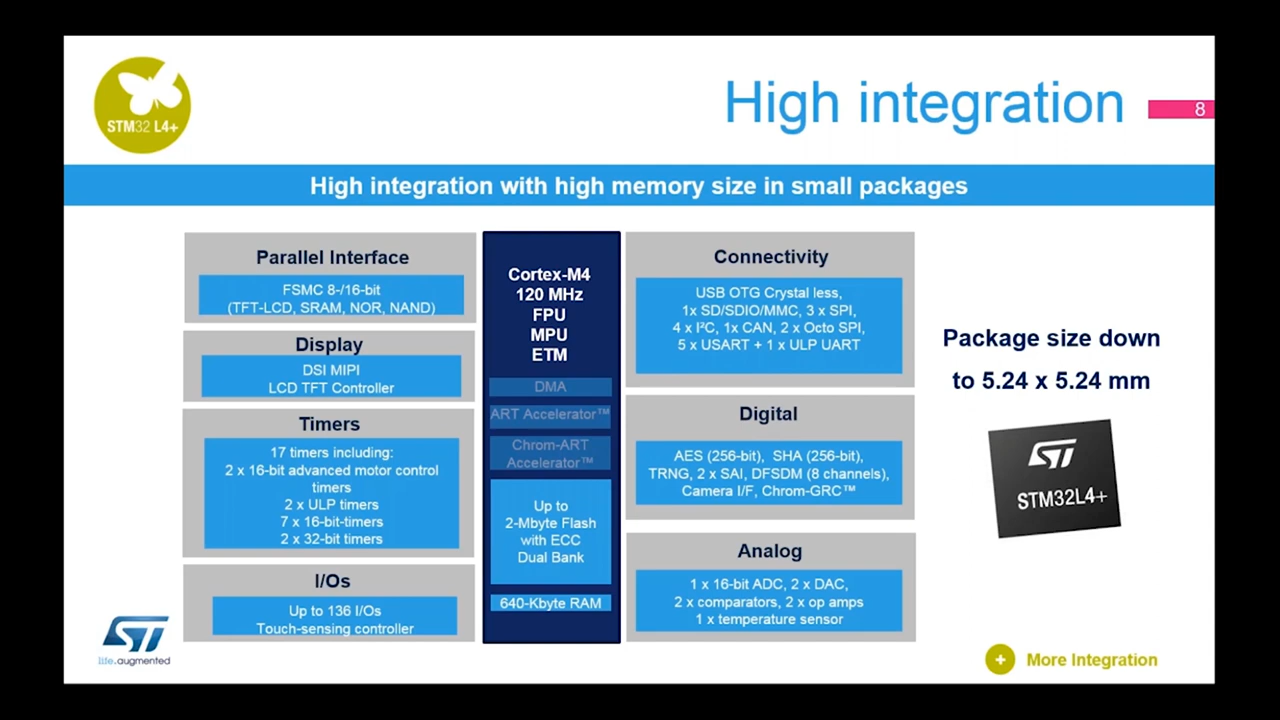 STM32 L4+
High integration
8
High integration with high memory size in small packages
Parallel Interface
FSMC 8-/16-bit
(TFT-LCD, SRAM, NOR, NAND)
Display
DSI MIPI
LCD TFT Controller
Timers
17 timers including:
2 x 16-bit advanced motor control
timers
2 x ULP timers
7 x 16-bit-timers
2 x 32-bit timers
I/Os
Up to 136 I/Os
Touch-sensing controller
Cortex-M4
120 MHz
FPU
MPU
ETM
DMA
ART Accelerator™
Chrom-ART
Accelerator™
Up to
2-Mbyte Flash
with ECC
Dual Bank
640-Kbyte RAM
Connectivity
USB OTG Crystal less,
1x SD/SDIO/MMC, 3 x SPI,
4 x I²C, 1x CAN, 2 x Octo SPI,
5 x USART + 1 x ULP UART
Digital
AES (256-bit), SHA (256-bit),
TRNG, 2 x SAI, DFSDM (8 channels),
Camera I/F, Chrom-GRC™
Analog
1 x 16-bit ADC, 2 x DAC,
2 x comparators, 2 x op amps
1 x temperature sensor
Package size down
to 5.24 x 5.24 mm
ST
STM32L4+
ST
life.augmented
+ More Integration